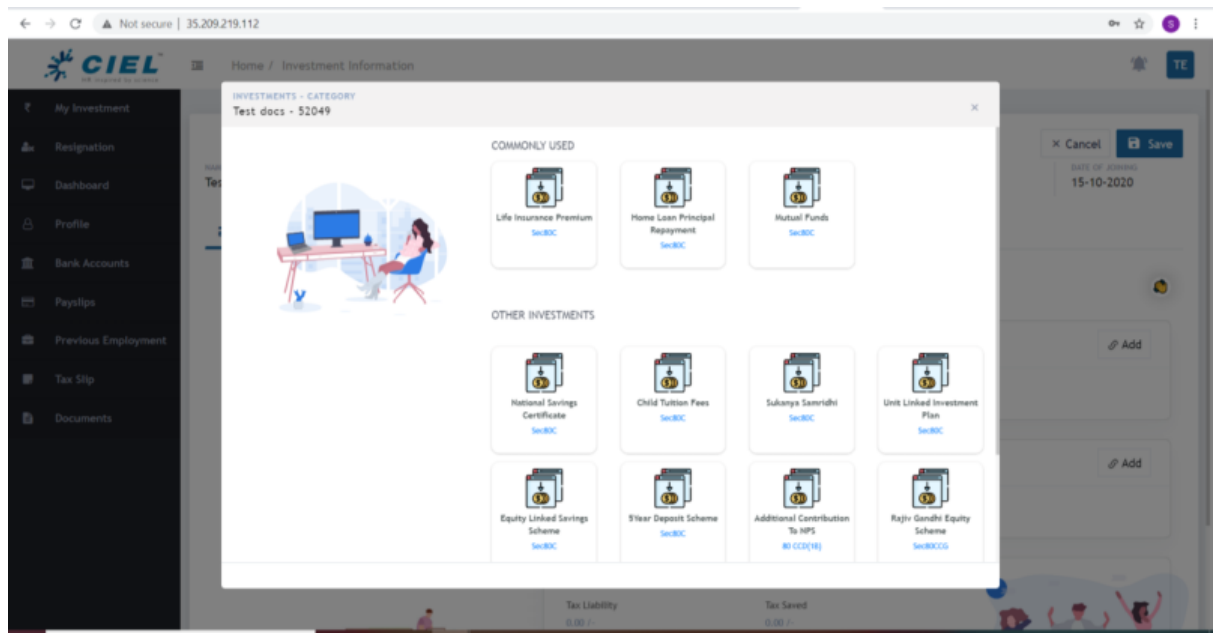 Not secure | 35.209.219.112
S
CIEL
Home / Investment Information
TE
My Investment
Resignation
Dashboard
Profile
Bank Accounts
Payslips
Previous Employment
Tax Slip
Documents
INVESTMENTS - CATEGORY
Test docs - 52049
×
Cancel
Save
DATE OF JOINING
15-10-2020
Add
Add
COMMONLY USED
Life Insurance Premium
Sec80C
Home Loan Principal
Repayment
Sec80C
Mutual Funds
Sec80C
OTHER INVESTMENTS
National Savings
Certificate
Sec80C
Child Tuition Fees
Sec80C
Sukanya Samridhi
Sec80C
Unit Linked Investment
Plan
Sec80C
Equity Linked Savings
Scheme
Sec80C
5Year Deposit Scheme
Sec80C
Additional Contribution
To NPS
80 CCD(1B)
Rajiv Gandhi Equity
Scheme
Sec80CCG
Tax Liability
0.00 /-
Tax Saved
0.00 /-